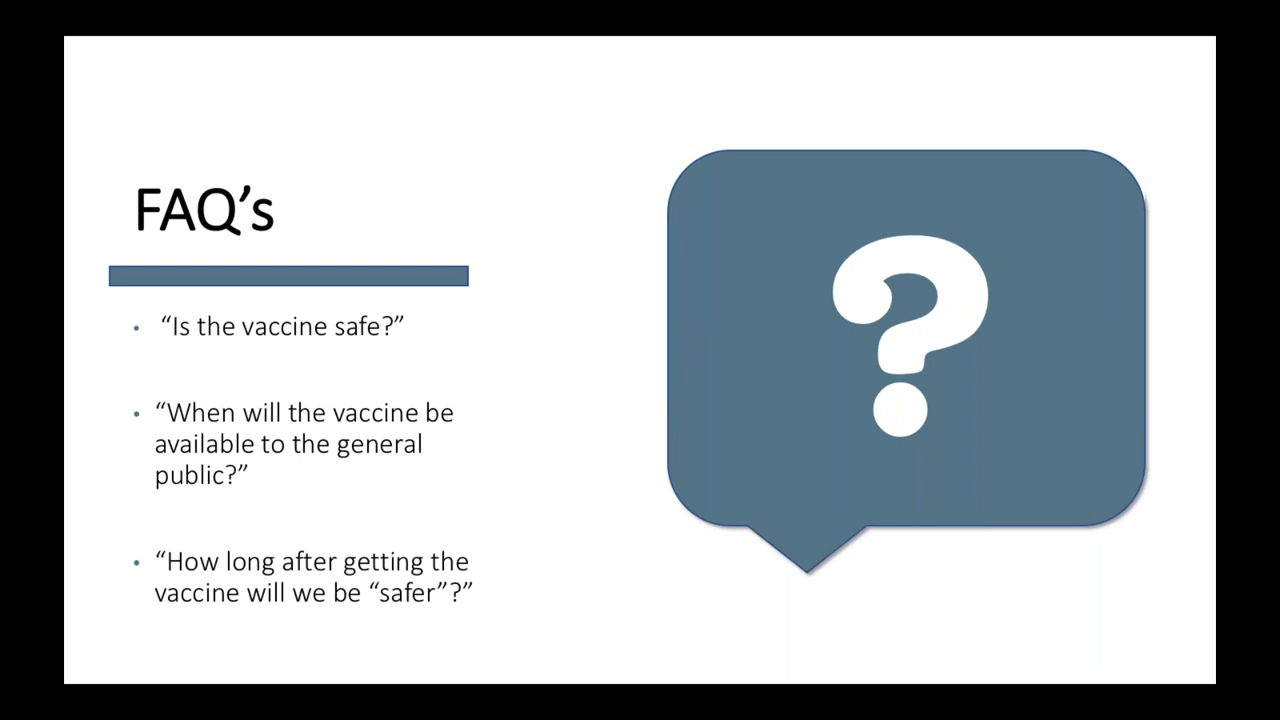 FAQ’s
• “Is the vaccine safe?”
• “When will the vaccine be
available to the general
public?”
• “How long after getting the
vaccine will we be “safer”?”
?